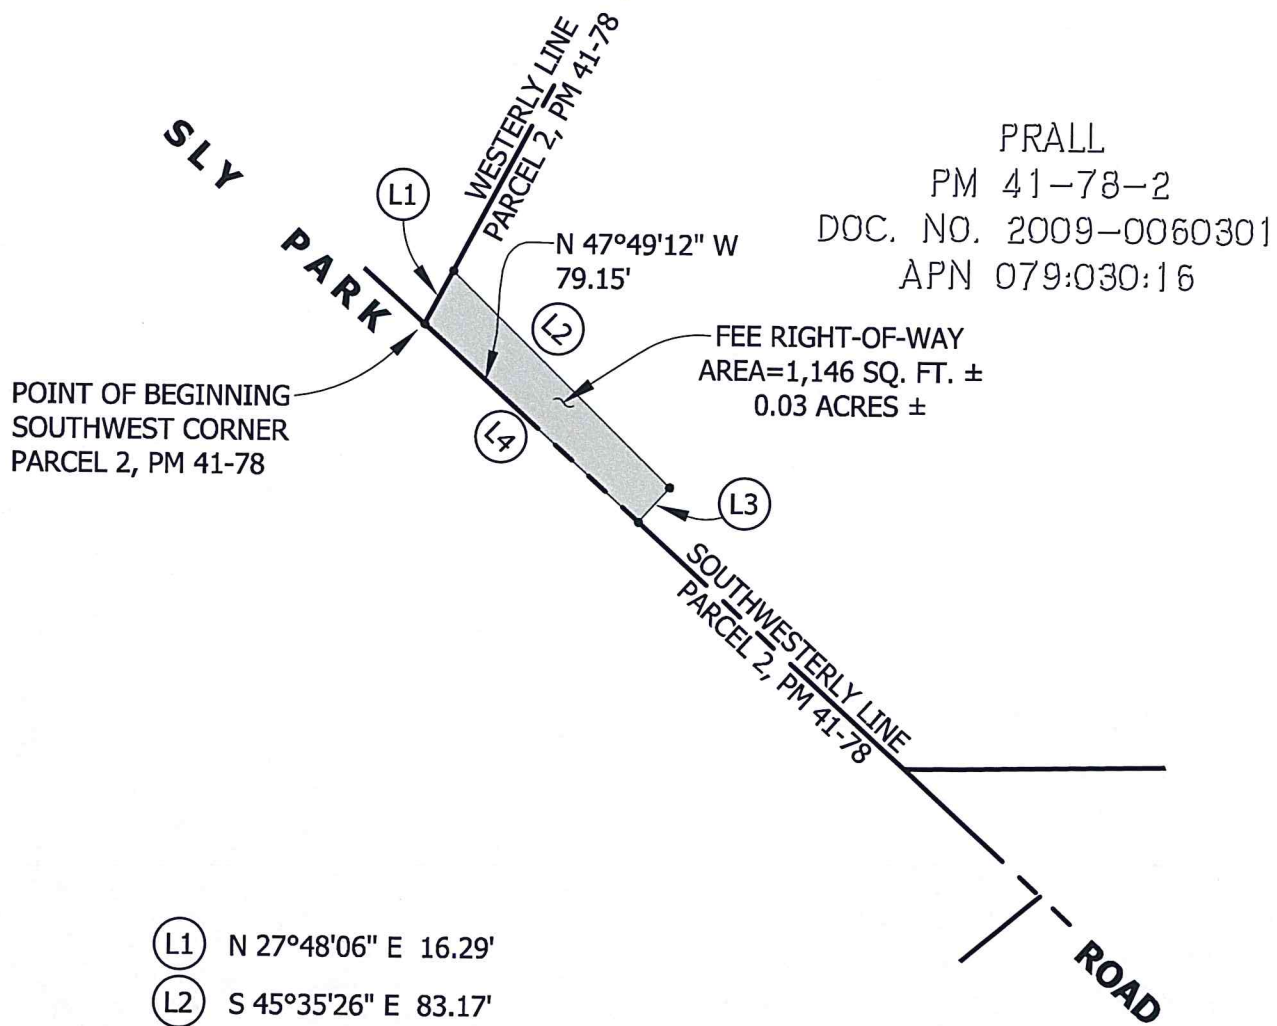 SLY PARK ROAD
WESTERLY LINE
PARCEL 2, PM 41-78
PRALL
PM 41-78-2
DOC. NO. 2009-0060301
APN 079:030:16
L1
N 47°49'12" W
79.15'
L2
FEE RIGHT-OF-WAY
AREA=1,146 SQ. FT. ±
0.03 ACRES ±
POINT OF BEGINNING
SOUTHWEST CORNER
PARCEL 2, PM 41-78
L4
L3
SOUTHWESTERLY LINE
PARCEL 2, PM 41-78
L1 N 27°48'06" E 16.29'
L2 S 45°35'26" E 83.17'